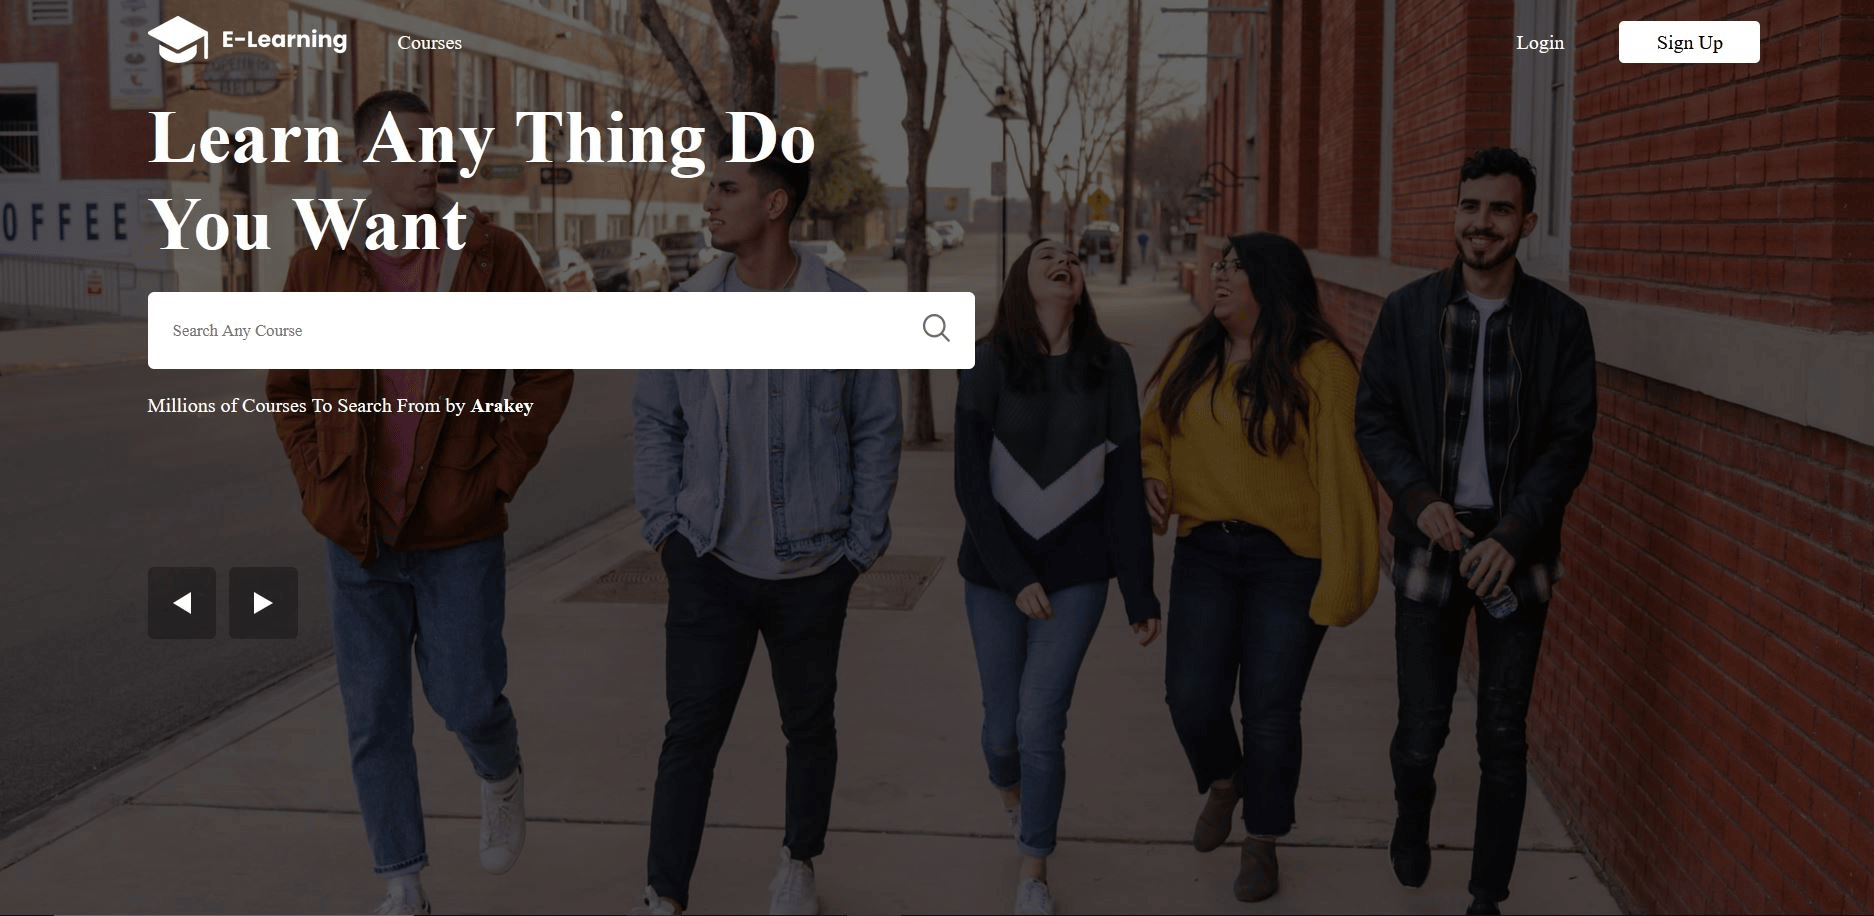 E-Learning
Courses
Login
Sign Up
Learn Any Thing Do
You Want
OFFEE
Search Any Course
Millions of Courses To Search From by Arakey